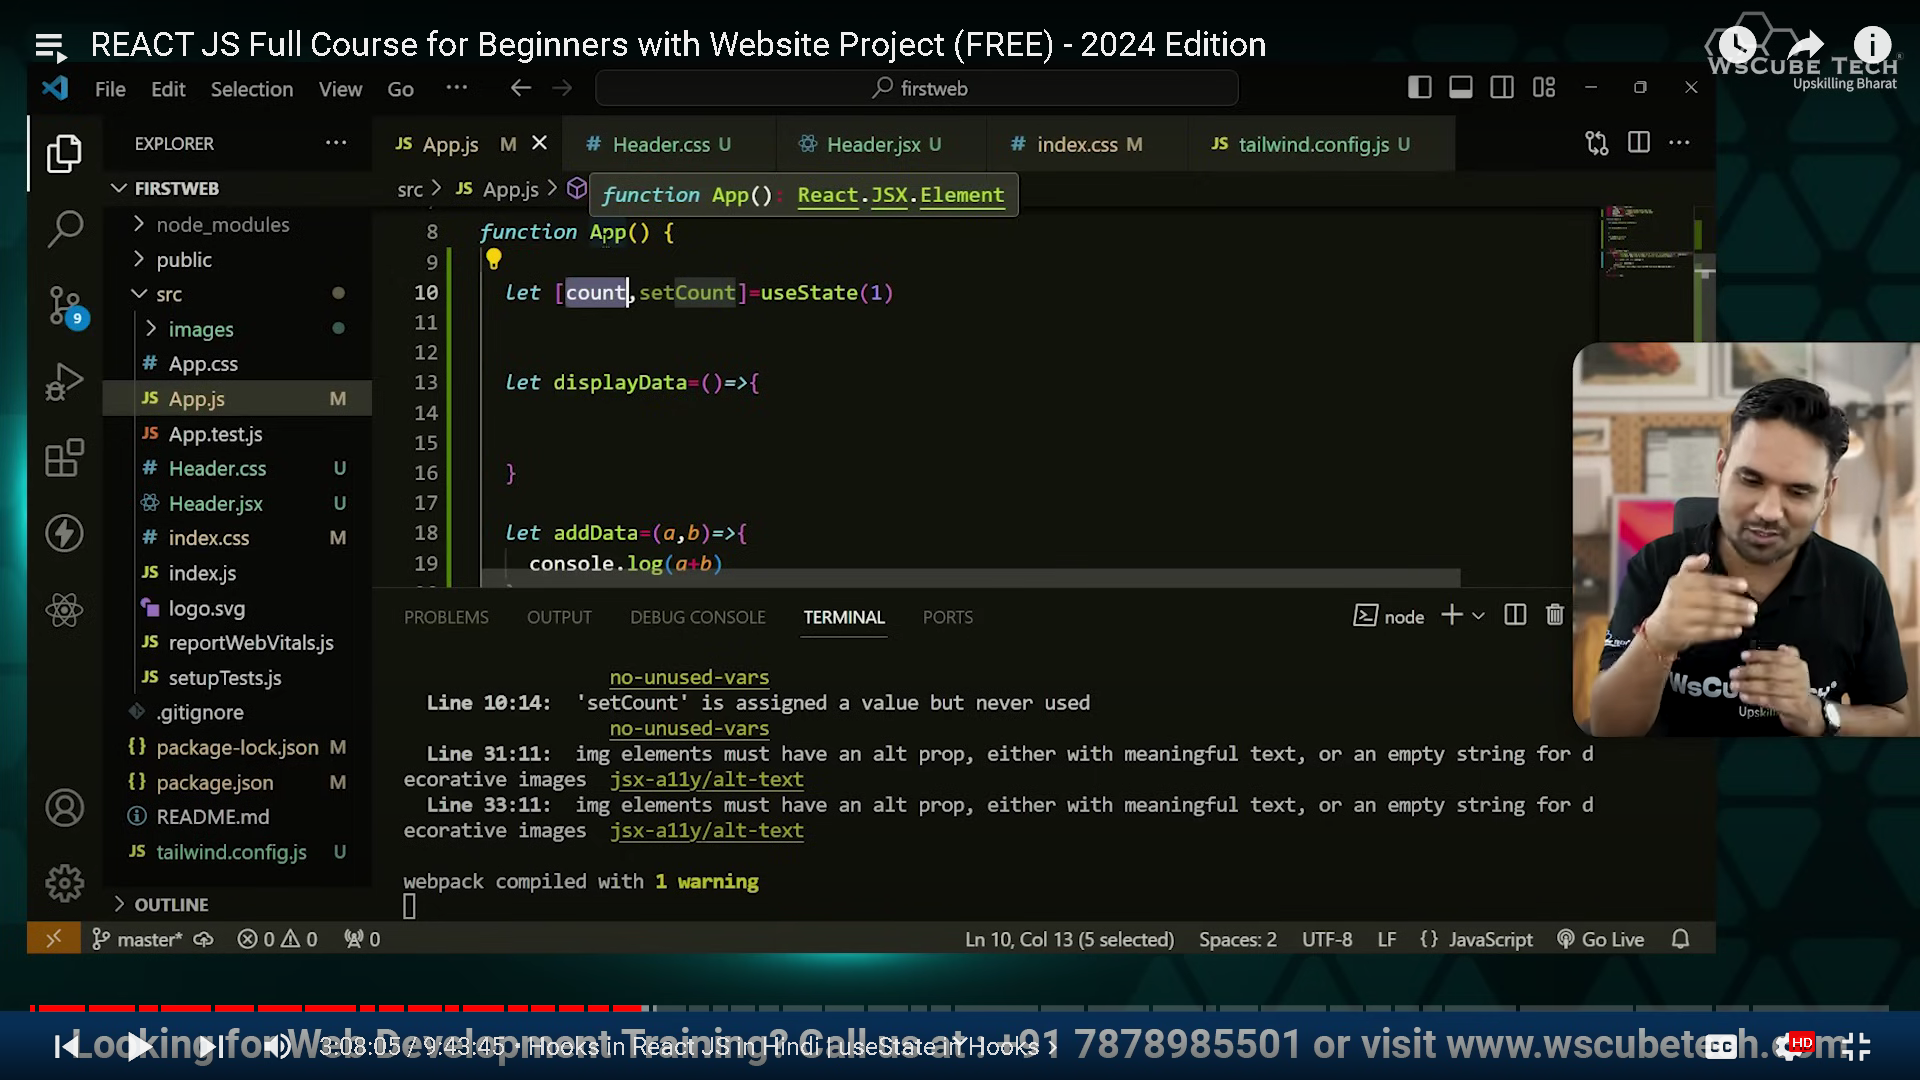 REACT JS Full Course for Beginners with Website Project (FREE) - 2024 Edition
WsCUBE TECH
Upskilling Bharat
File Edit Selection View Go ··· firstweb
EXPLORER ···
App.js M
Header.css U
Header.jsx U
index.css M
tailwind.config.js U
FIRSTWEB
src > JS App.js >
function App(): React.JSX.Element
node_modules
public
src
images
App.css
JS App.js M
JS App.test.js
# Header.css U
Header.jsx U
# index.css M
JS index.js
logo.svg
JS reportWebVitals.js
JS setupTests.js
.gitignore
{} package-lock.json M
{} package.json M
README.md
JS tailwind.config.js U
OUTLINE
9
8 function App() {
9
10 let [count,setCount]=useState(1)
11
12
13 let displayData=()=>{
14
15
16 }
17
18 let addData=(a,b)=>{
19 console.log(a+b)
PROBLEMS OUTPUT DEBUG CONSOLE TERMINAL PORTS
node
no-unused-vars
Line 10:14: 'setCount' is assigned a value but never used
no-unused-vars
Line 31:11: img elements must have an alt prop, either with meaningful text, or an empty string for d
ecorative images jsx-a11y/alt-text
Line 33:11: img elements must have an alt prop, either with meaningful text, or an empty string for d
ecorative images jsx-a11y/alt-text
webpack compiled with 1 warning
master* 0 0 0
Ln 10, Col 13 (5 selected) Spaces: 2 UTF-8 LF {} JavaScript Go Live
Looking for Web Development Training? Call us at +91 7878985501 or visit www.wscubetech.com
3:08:05 / 9:43:45 • Hooks in React JS in Hindi | useState in Hooks >
CC HD